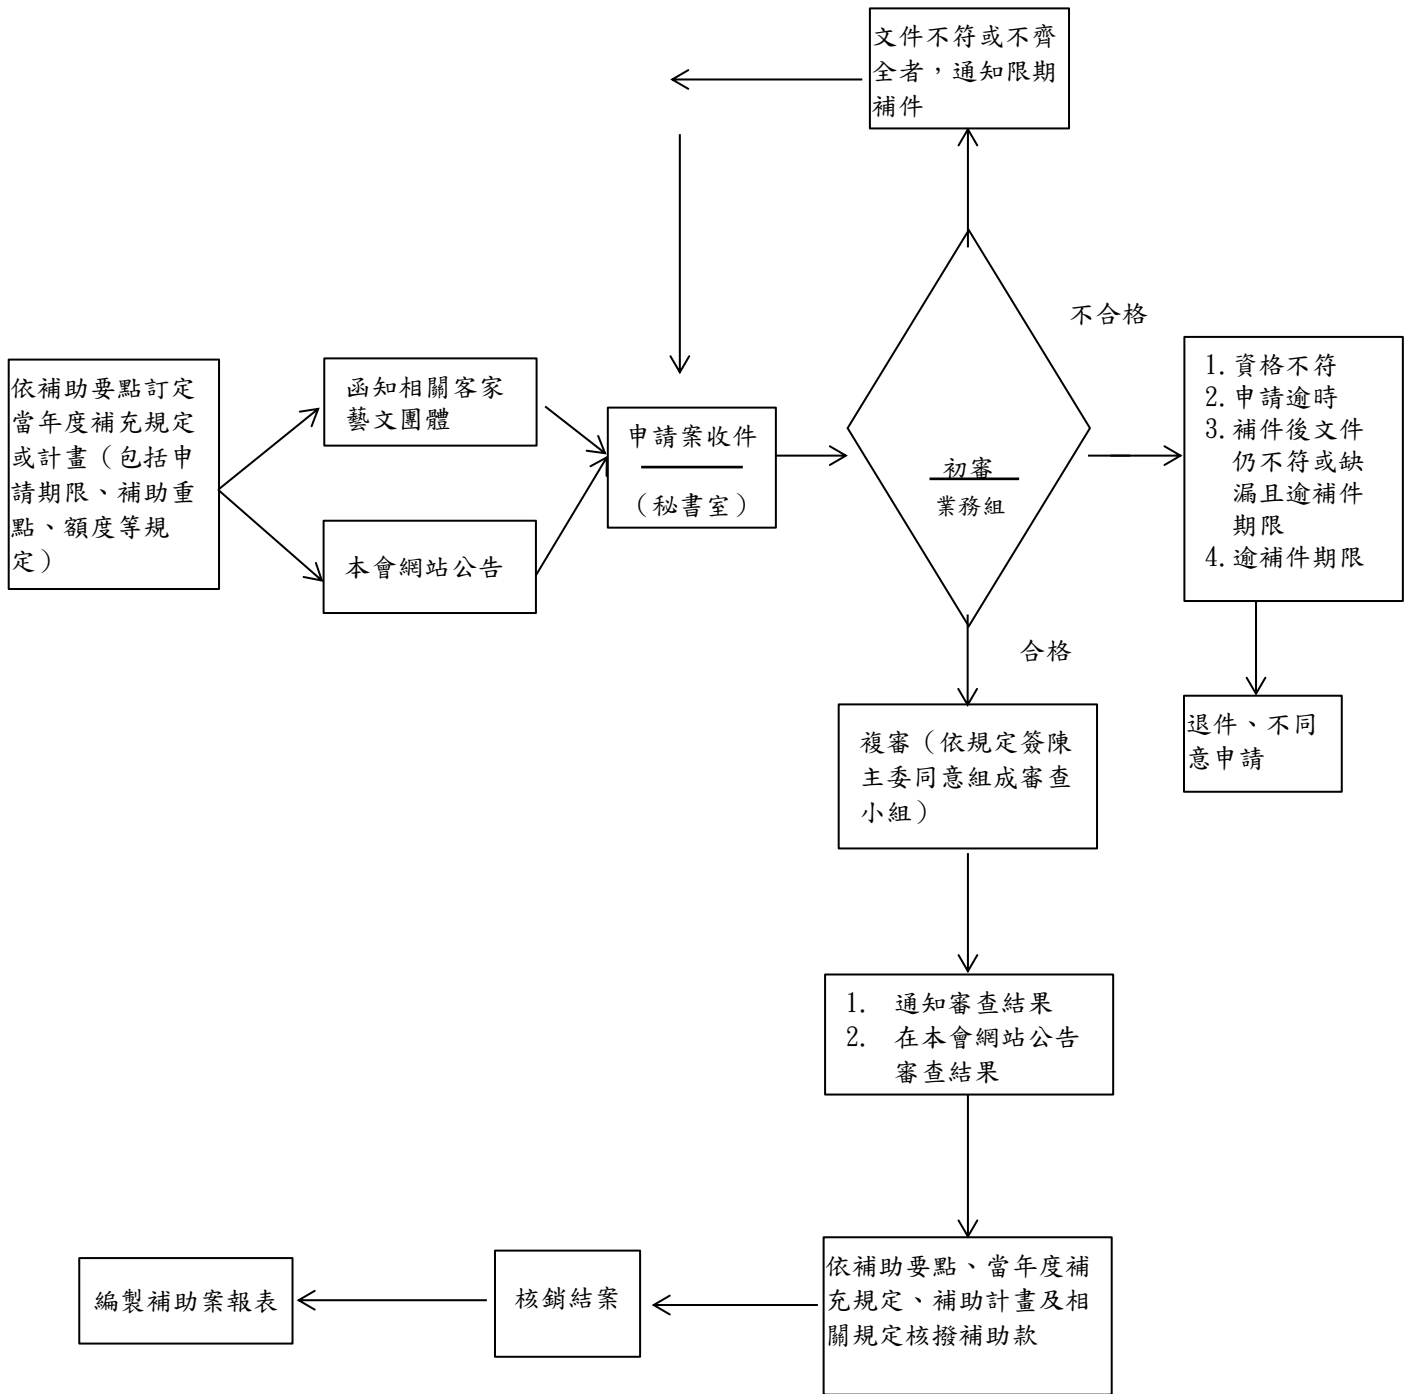 文件不符或不齊
全者，通知限期
補件
不合格
依補助要點訂定
當年度補充規定
或計畫（包括申
請期限、補助重
點、額度等規
定）
函知相關客家
藝文團體
本會網站公告
申請案收件
（秘書室）
初審
業務組
1. 資格不符
2. 申請逾時
3. 補件後文件
仍不符或缺
漏且逾補件
期限
4. 逾補件期限
合格
退件、不同
意申請
複審（依規定簽陳
主委同意組成審查
小組）
1. 通知審查結果
2. 在本會網站公告
審查結果
依補助要點、當年度補
充規定、補助計畫及相
關規定核撥補助款
核銷結案
編製補助案報表